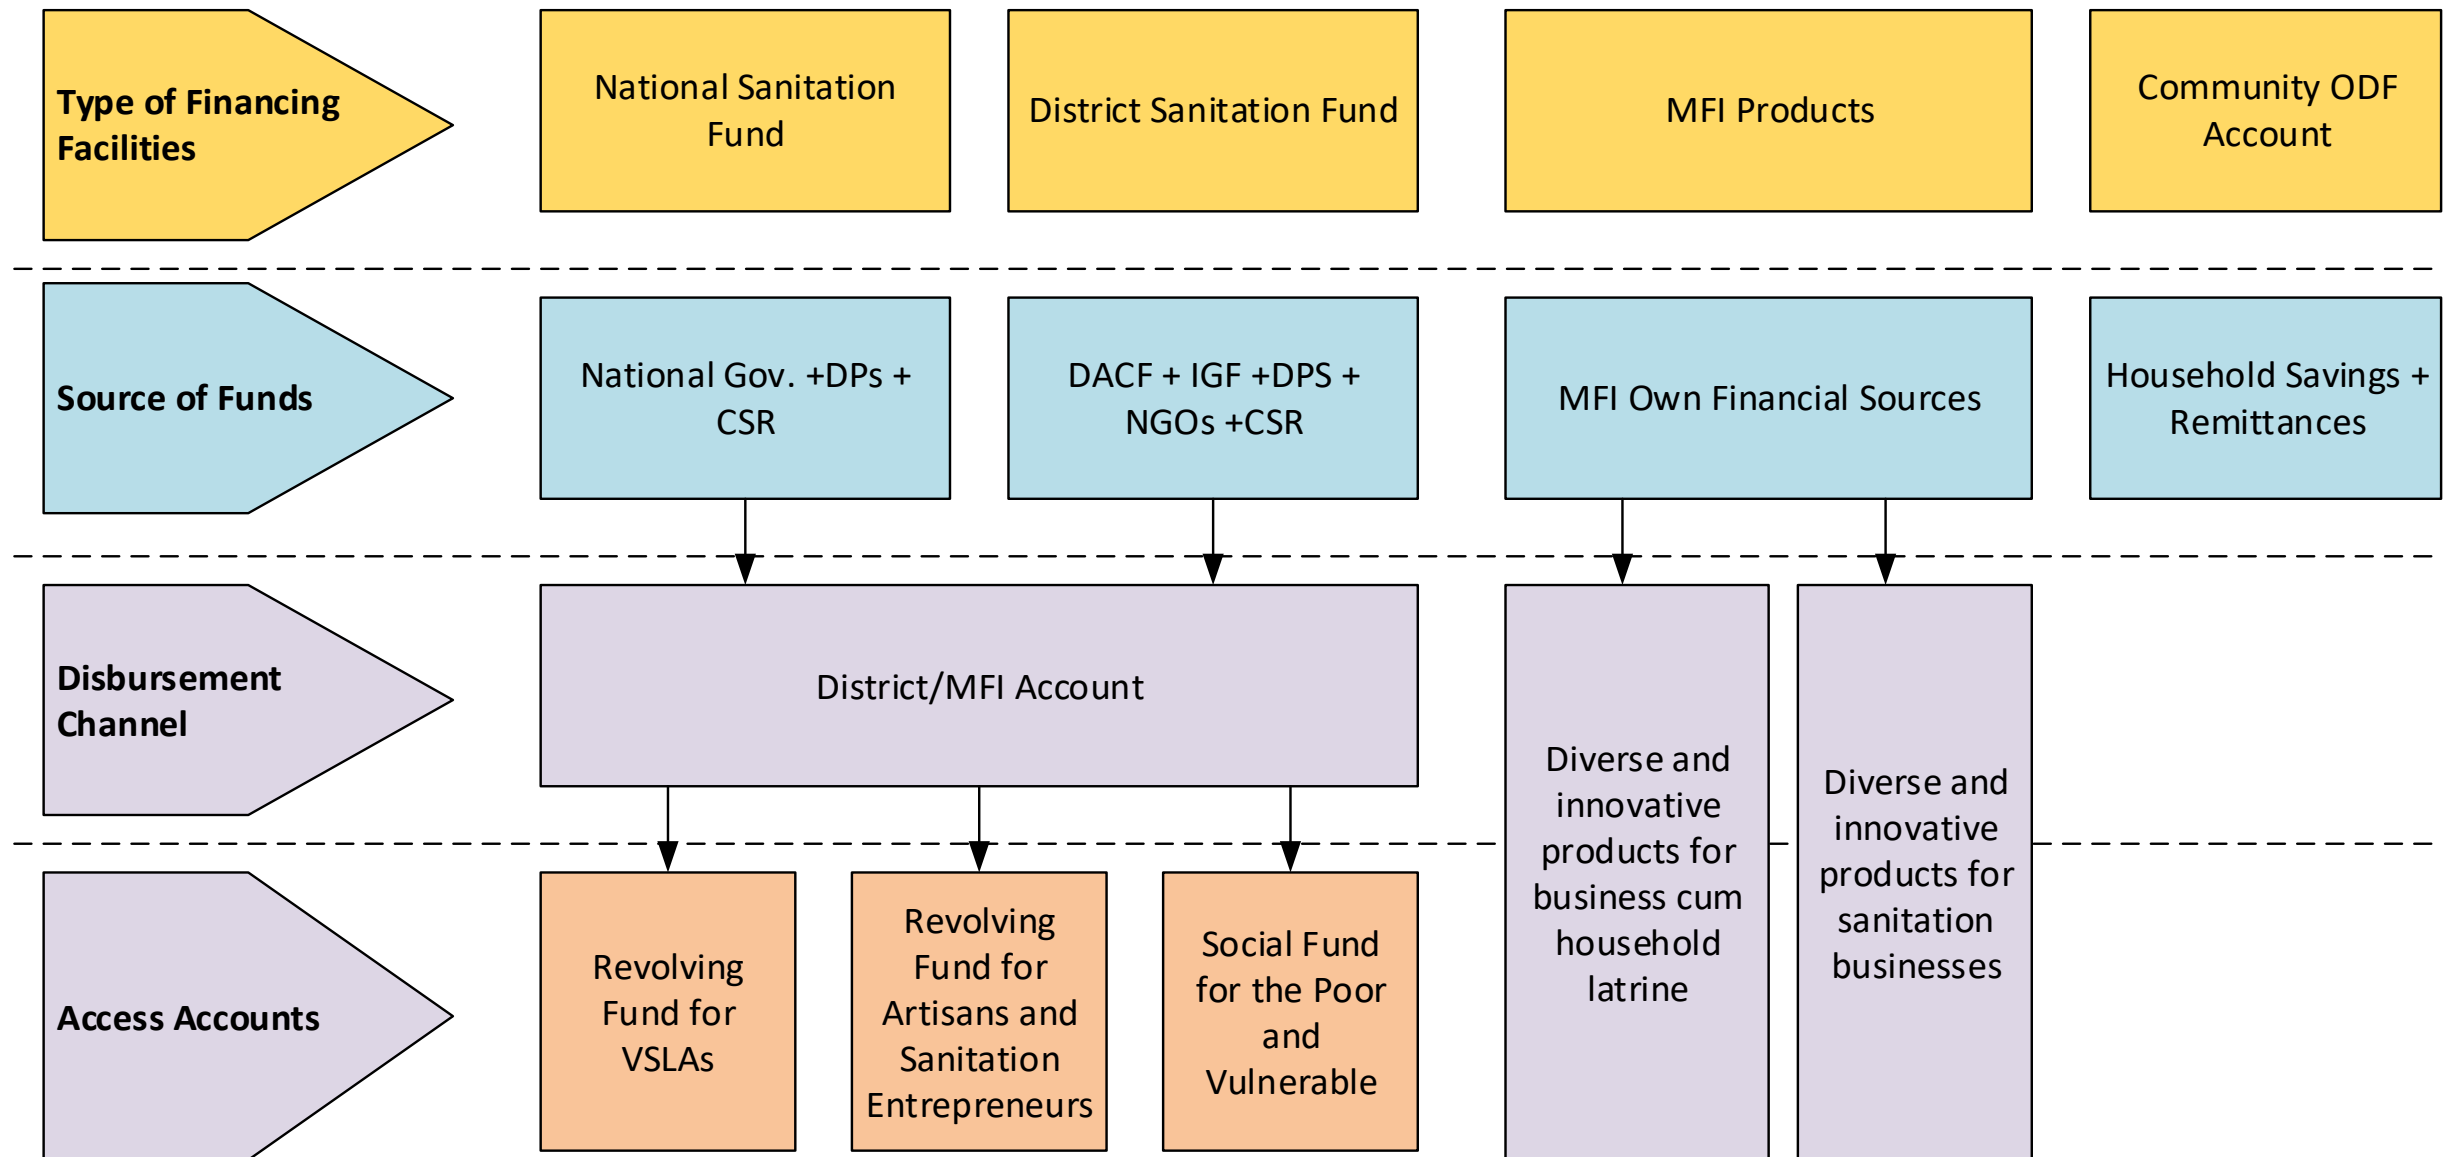 Type of Financing
Facilities
National Sanitation
Fund
District Sanitation Fund
MFI Products
Community ODF
Account
Source of Funds
National Gov. +DPs +
CSR
DACF + IGF +DPS +
NGOs +CSR
MFI Own Financial Sources
Household Savings +
Remittances
Disbursement
Channel
District/MFI Account
Diverse and
innovative
products for
business cum
household
latrine
Diverse and
innovative
products for
sanitation
businesses
Access Accounts
Revolving
Fund for
VSLAs
Revolving
Fund for
Artisans and
Sanitation
Entrepreneurs
Social Fund
for the Poor
and
Vulnerable